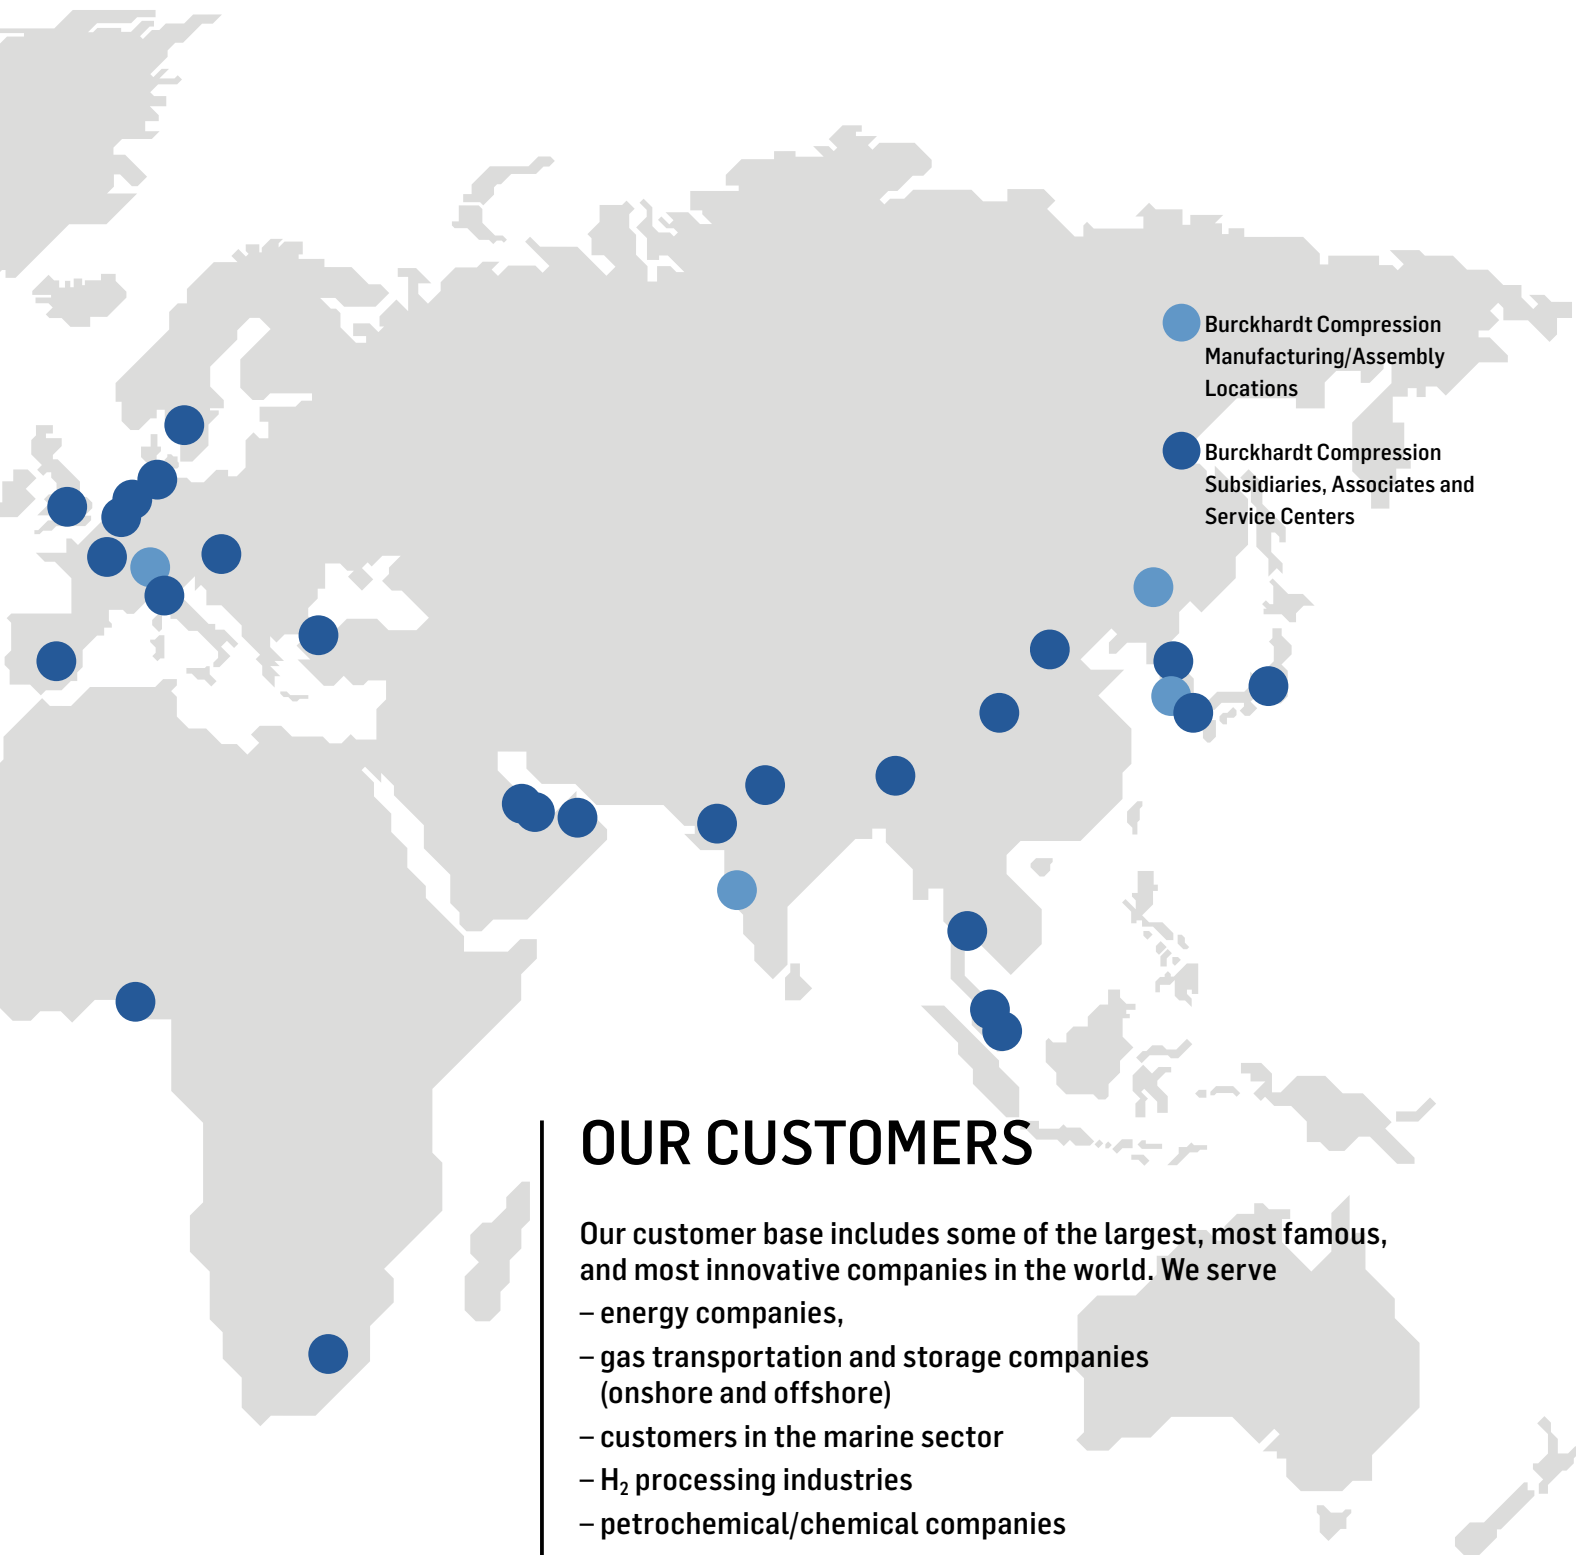 Burckhardt Compression
Manufacturing/Assembly
Locations
Burckhardt Compression
Subsidiaries, Associates and
Service Centers
OUR CUSTOMERS
Our customer base includes some of the largest, most famous,
and most innovative companies in the world. We serve
– energy companies,
– gas transportation and storage companies
(onshore and offshore)
– customers in the marine sector
– H₂ processing industries
– petrochemical/chemical companies